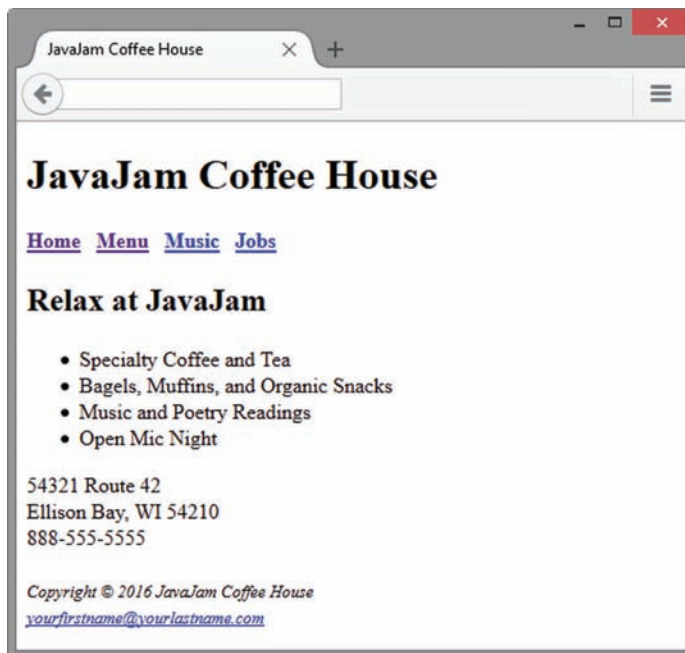 JavaJam Coffee House
JavaJam Coffee House
Home Menu Music Jobs
Relax at JavaJam
• Specialty Coffee and Tea
• Bagels, Muffins, and Organic Snacks
• Music and Poetry Readings
• Open Mic Night
54321 Route 42
Ellison Bay, WI 54210
888-555-5555
Copyright © 2016 JavaJam Coffee House
yourfirstname@yourlastname.com